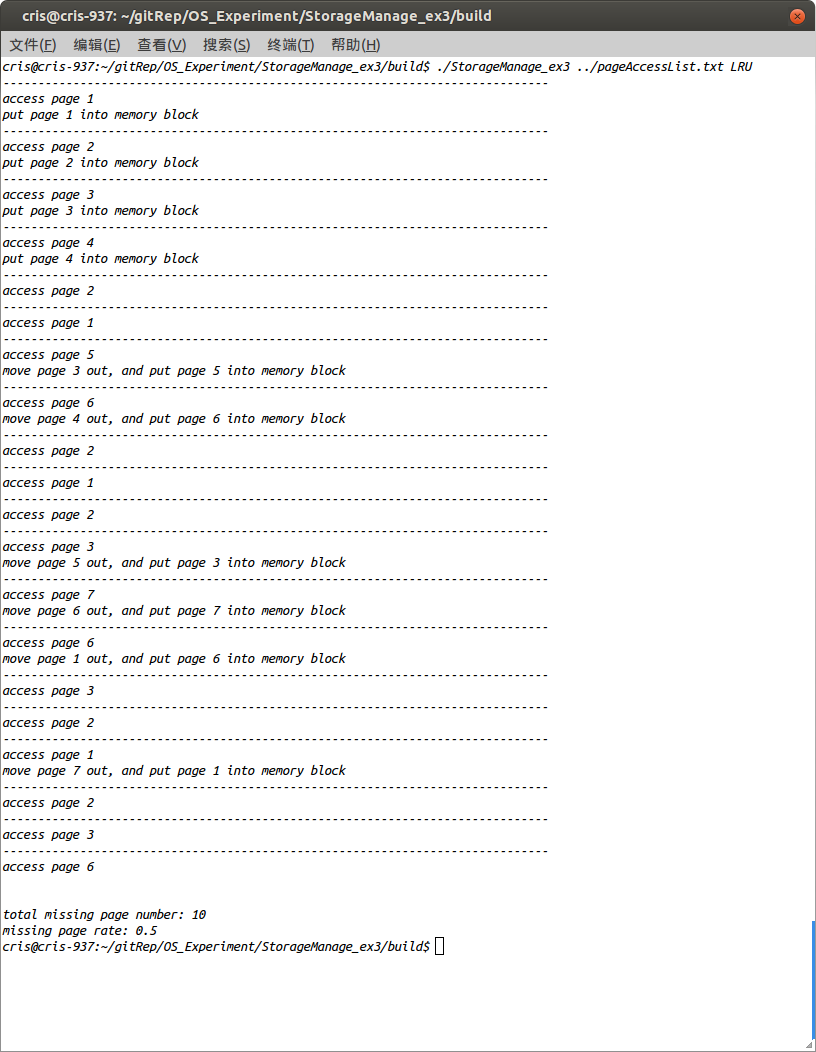 cris@cris-937: ~/gitRep/OS_Experiment/StorageManage_ex3/build
文件(F) 编辑(E) 查看(V) 搜索(S) 终端(T) 帮助(H)
cris@cris-937:~/gitRep/OS_Experiment/StorageManage_ex3/build$ ./StorageManage_ex3 ../pageAccessList.txt LRU
------------------------------------------------------------------------------
access page 1
put page 1 into memory block
------------------------------------------------------------------------------
access page 2
put page 2 into memory block
------------------------------------------------------------------------------
access page 3
put page 3 into memory block
------------------------------------------------------------------------------
access page 4
put page 4 into memory block
------------------------------------------------------------------------------
access page 2
------------------------------------------------------------------------------
access page 1
------------------------------------------------------------------------------
access page 5
move page 3 out, and put page 5 into memory block
------------------------------------------------------------------------------
access page 6
move page 4 out, and put page 6 into memory block
------------------------------------------------------------------------------
access page 2
------------------------------------------------------------------------------
access page 1
------------------------------------------------------------------------------
access page 2
------------------------------------------------------------------------------
access page 3
move page 5 out, and put page 3 into memory block
------------------------------------------------------------------------------
access page 7
move page 6 out, and put page 7 into memory block
------------------------------------------------------------------------------
access page 6
move page 1 out, and put page 6 into memory block
------------------------------------------------------------------------------
access page 3
------------------------------------------------------------------------------
access page 2
------------------------------------------------------------------------------
access page 1
move page 7 out, and put page 1 into memory block
------------------------------------------------------------------------------
access page 2
------------------------------------------------------------------------------
access page 3
------------------------------------------------------------------------------
access page 6
total missing page number: 10
missing page rate: 0.5
cris@cris-937:~/gitRep/OS_Experiment/StorageManage_ex3/build$